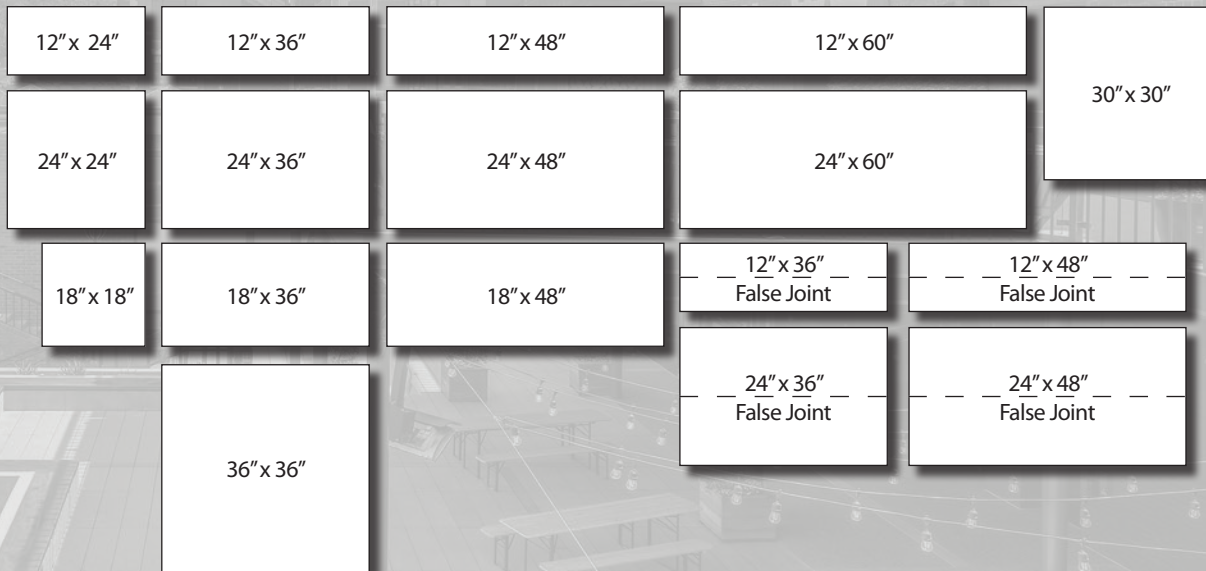 12” x  24”
12” x 36”
12” x 48”
12” x 60”
30” x 30”
24” x 24”
24” x 36”
24” x 48”
24” x 60”
18” x 18”
18” x 36”
18” x 48”
12” x 36”
False Joint
12” x 48”
False Joint
24” x 36”
False Joint
24” x 48”
False Joint
36” x 36”